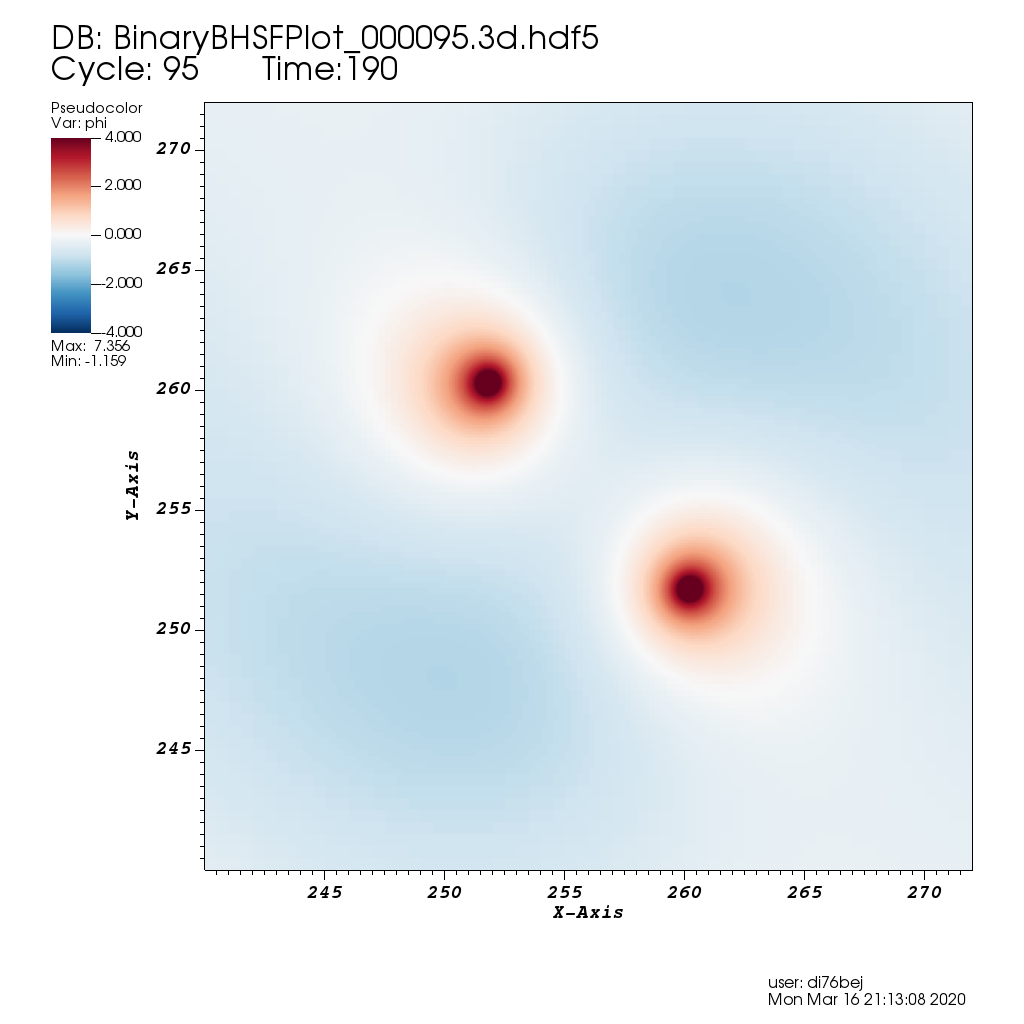 DB: BinaryBHSFPlot_000095.3d.hdf5
Cycle: 95 Time:190
Pseudocolor
Var: phi
4.000
2.000
0.000
-2.000
-4.000
Max: 7.356
Min: -1.159
270
265
260
255
250
245
Y-Axis
245 250 255 260 265 270
X-Axis
user: di76bej
Mon Mar 16 21:13:08 2020